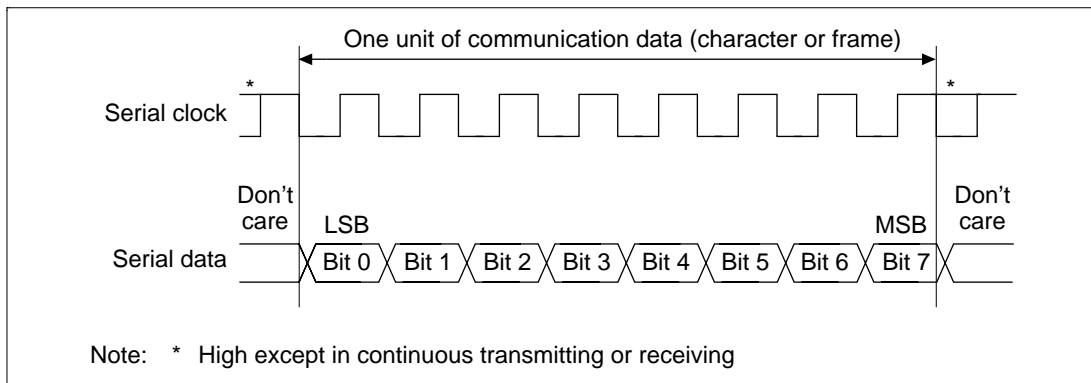 One unit of communication data (character or frame)
* *
Serial clock
Don't care Don't care
LSB MSB
Serial data Bit 0 Bit 1 Bit 2 Bit 3 Bit 4 Bit 5 Bit 6 Bit 7
Note: * High except in continuous transmitting or receiving